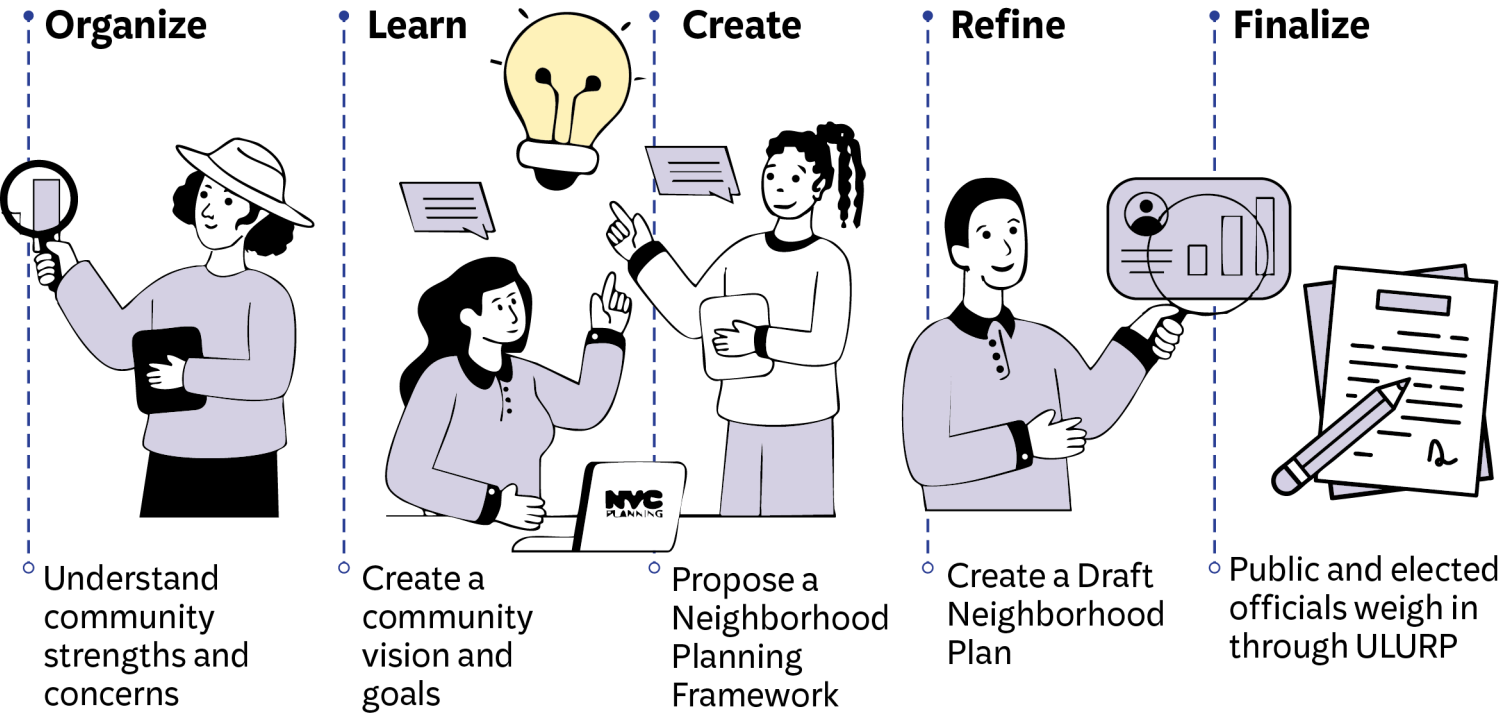 Organize
Learn
Create
Refine
Finalize
NYC
PLANNING
Understand
community
strengths and
concerns
Create a
community
vision and
goals
Propose a
Neighborhood
Planning
Framework
Create a Draft
Neighborhood
Plan
Public and elected
officials weigh in
through ULURP